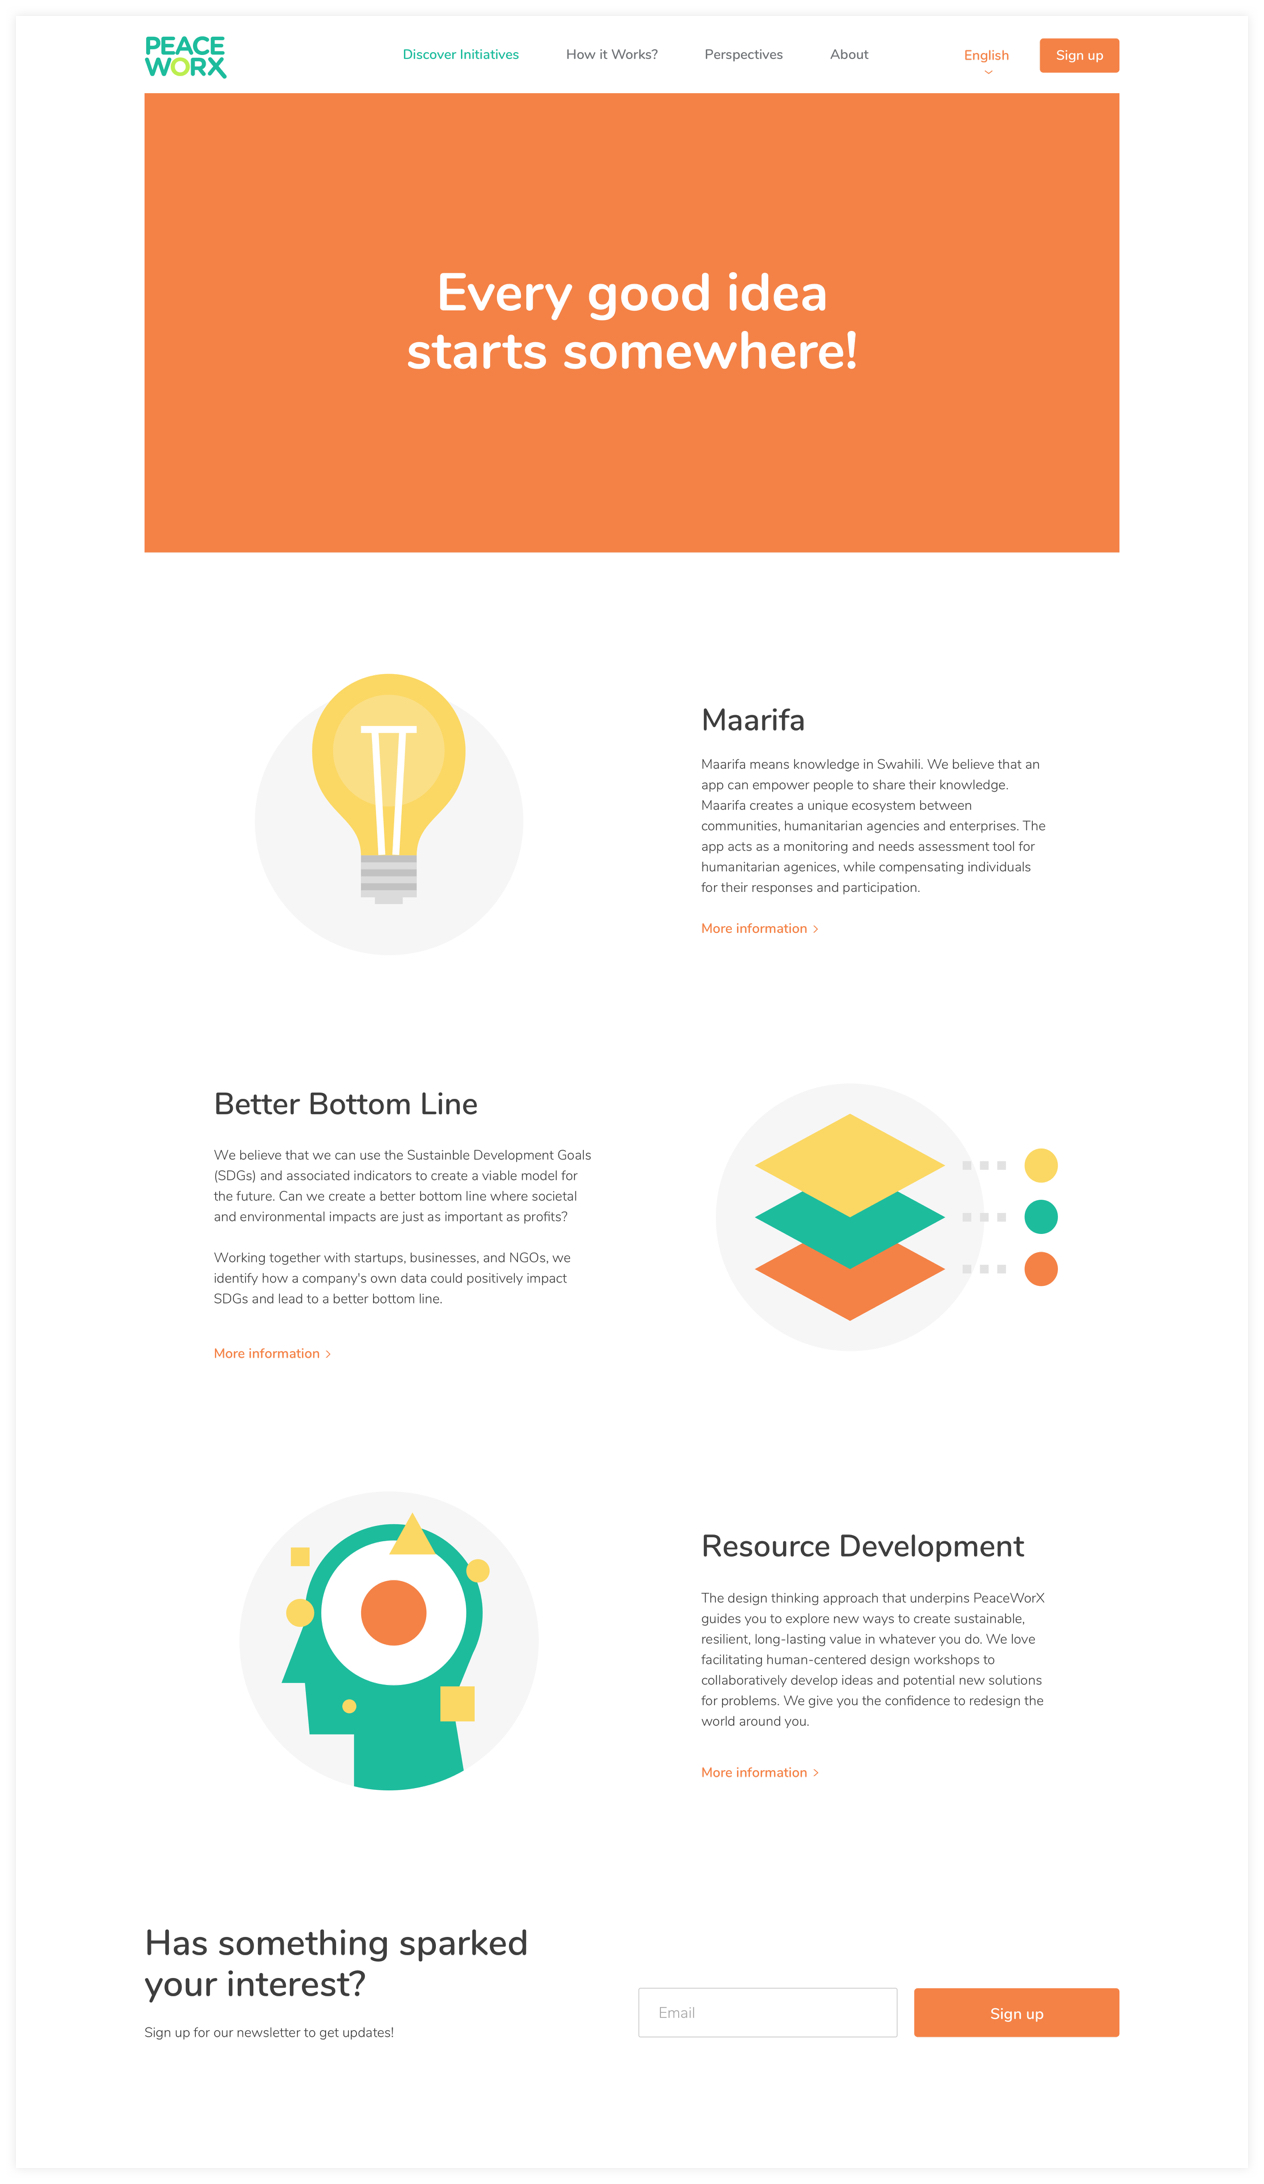 PEACE
WORX
Discover Initiatives
How it Works?
Perspectives
About
English
Sign up
Every good idea
starts somewhere!
Maarifa
Maarifa means knowledge in Swahili. We believe that an
app can empower people to share their knowledge.
Maarifa creates a unique ecosystem between
communities, humanitarian agencies and enterprises. The
app acts as a monitoring and needs assessment tool for
humanitarian agenices, while compensating individuals
for their responses and participation.
More information
Better Bottom Line
We believe that we can use the Sustainble Development Goals
(SDGs) and associated indicators to create a viable model for
the future. Can we create a better bottom line where societal
and environmental impacts are just as important as profits?
Working together with startups, businesses, and NGOs, we
identify how a company's own data could positively impact
SDGs and lead to a better bottom line.
More information
Resource Development
The design thinking approach that underpins PeaceWorX
guides you to explore new ways to create sustainable,
resilient, long-lasting value in whatever you do. We love
facilitating human-centered design workshops to
collaboratively develop ideas and potential new solutions
for problems. We give you the confidence to redesign the
world around you.
More information
Has something sparked
your interest?
Sign up for our newsletter to get updates!
Email
Sign up